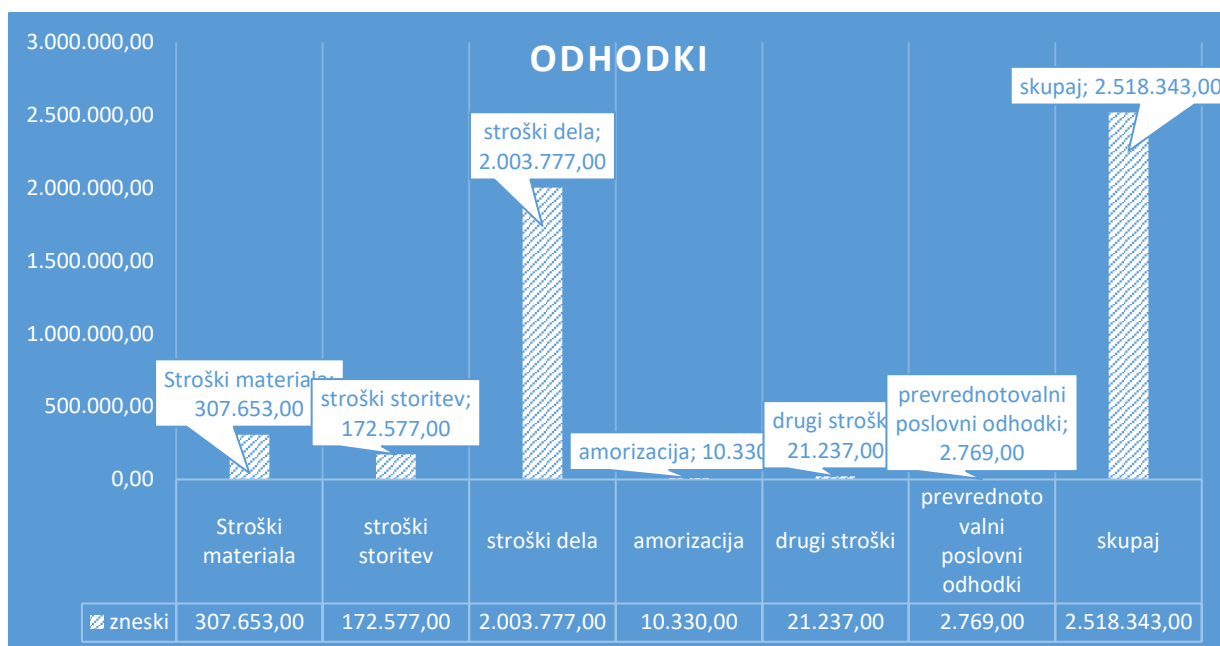 ODHODKI
3.000.000,00
2.500.000,00
2.000.000,00
1.500.000,00
1.000.000,00
500.000,00
0,00
Stroški materiala;
307.653,00
stroški storitev;
172.577,00
stroški dela;
2.003.777,00
amorizacija; 10.330
drugi stroški
21.237,00
prevrednotovalni
poslovni odhodki;
2.769,00
skupaj; 2.518.343,00
Stroški
materiala
stroški
storitev
stroški dela
amorizacija
drugi stroški
prevrednoto
valni
poslovni
odhodki
skupaj
zneski 307.653,00 172.577,00 2.003.777,00 10.330,00 21.237,00 2.769,00 2.518.343,00